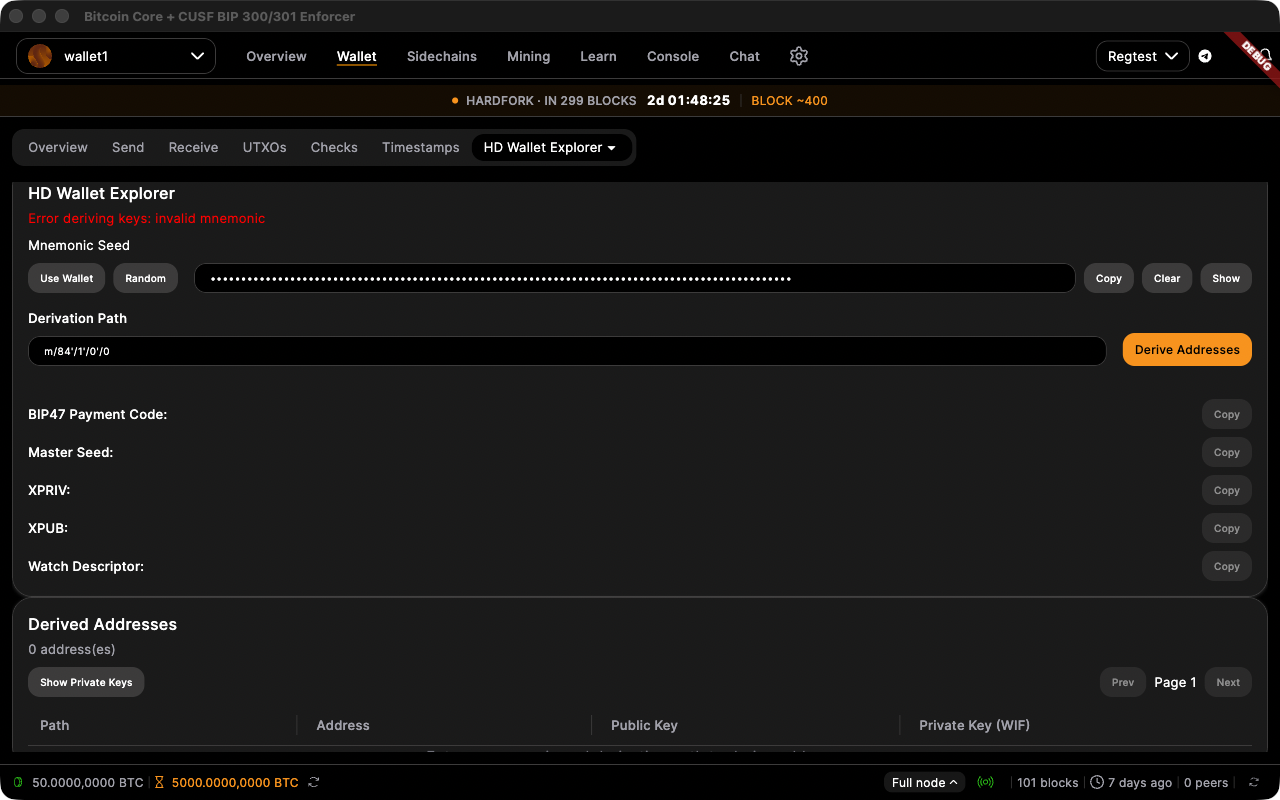 Bitcoin Core + CUSF BIP 300/301 Enforcer
wallet1
Overview
Wallet
Sidechains
Mining
Learn
Console
Chat
Regtest
DEBUG
HARDFORK · IN 299 BLOCKS 2d 01:48:25 BLOCK ~400
Overview
Send
Receive
UTXOs
Checks
Timestamps
HD Wallet Explorer
HD Wallet Explorer
Error deriving keys: invalid mnemonic
Mnemonic Seed
Use Wallet
Random
Copy
Clear
Show
Derivation Path
m/84'/1'/0'/0
Derive Addresses
BIP47 Payment Code:
Copy
Master Seed:
Copy
XPRIV:
Copy
XPUB:
Copy
Watch Descriptor:
Copy
Derived Addresses
0 address(es)
Show Private Keys
Prev
Page 1
Next
Path
Address
Public Key
Private Key (WIF)
50.0000,0000 BTC
5000.0000,0000 BTC
Full node
101 blocks
7 days ago
0 peers